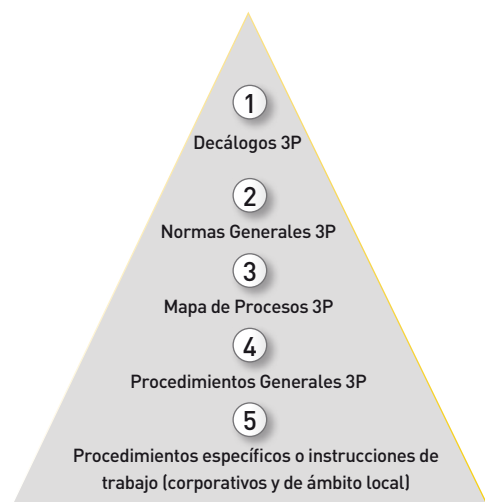 1
Decálogos 3P
2
Normas Generales 3P
3
Mapa de Procesos 3P
4
Procedimientos Generales 3P
5
Procedimientos específicos o instrucciones de
trabajo (corporativos y de ámbito local)